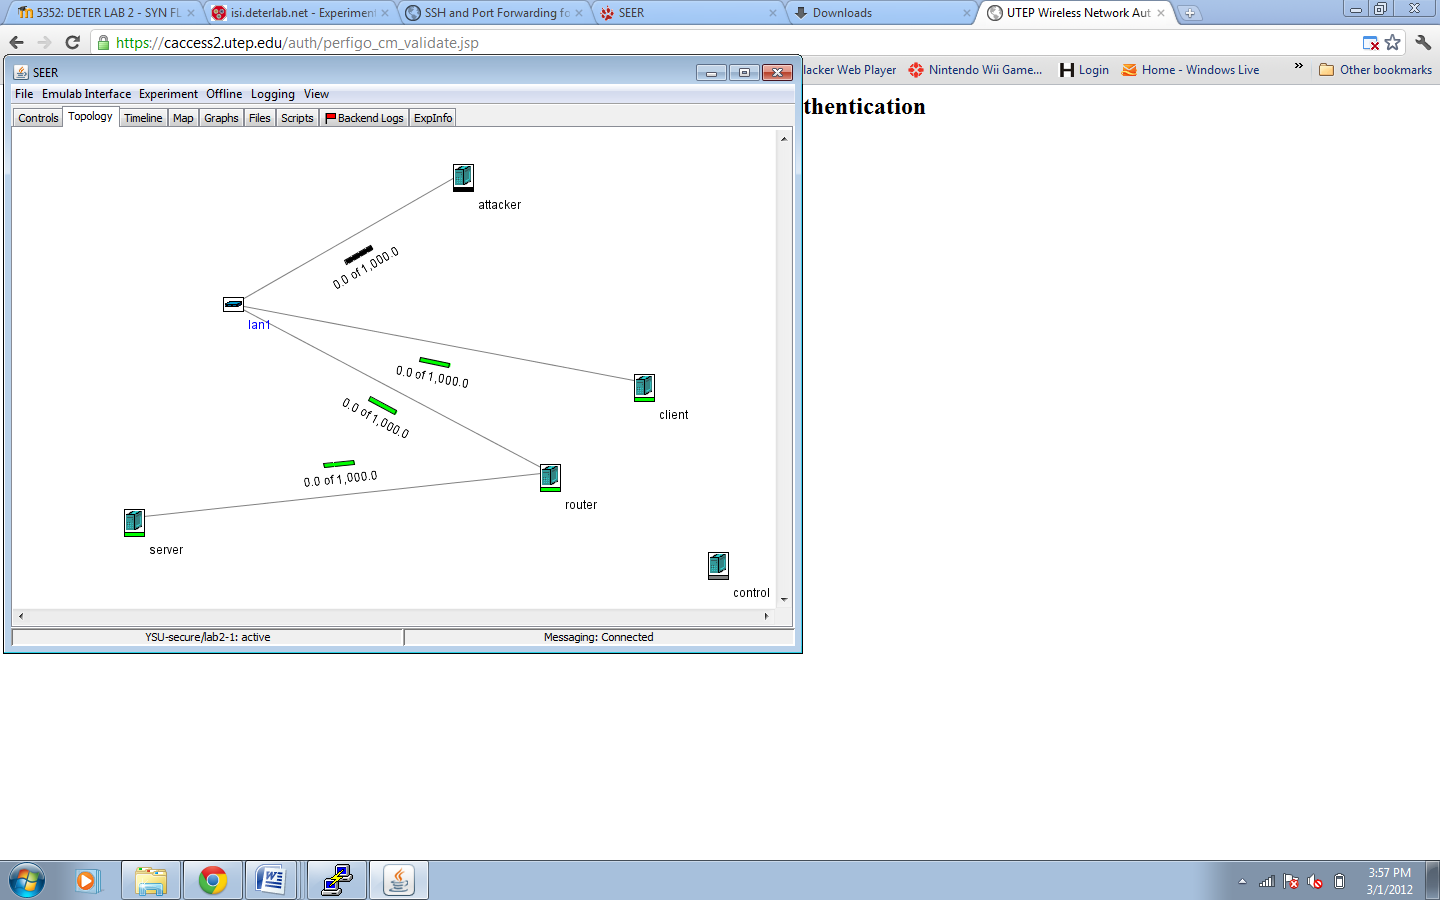 5352: DETER LAB 2 - SYN FL
isi.deterlab.net - Experiment
SSH and Port Forwarding fo
SEER
Downloads
UTEP Wireless Network Aut
https://caccess2.utep.edu/auth/perfigo_cm_validate.jsp
SEER
lacker Web Player
Nintendo Wii Game...
Login
Home - Windows Live
»
Other bookmarks
File Emulab Interface Experiment Offline Logging View
thentication
Controls Topology Timeline Map Graphs Files Scripts Backend Logs ExpInfo
attacker
0.0 of 1,000.0
lan1
0.0 of 1,000.0
client
0.0 of 1,000.0
0.0 of 1,000.0
router
server
control
YSU-secure/lab2-1: active
Messaging: Connected
3:57 PM
3/1/2012